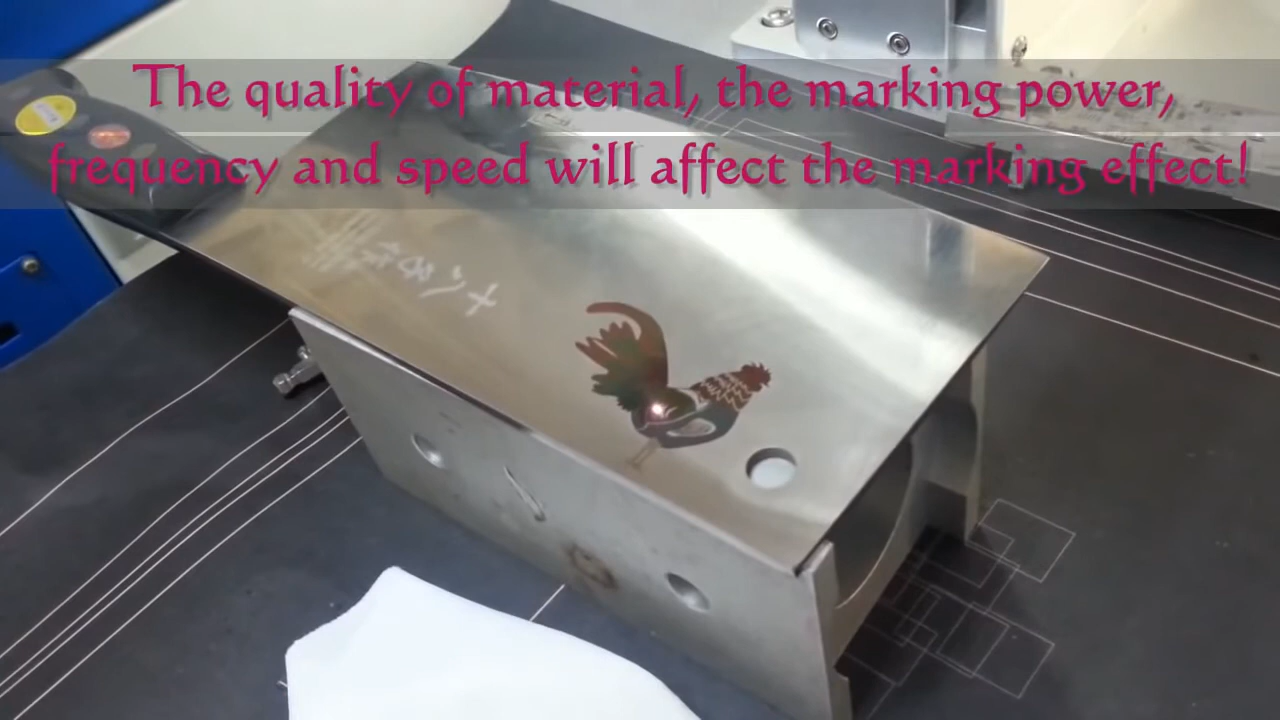 The quality of material, the marking power,
frequency and speed will affect the marking effect!